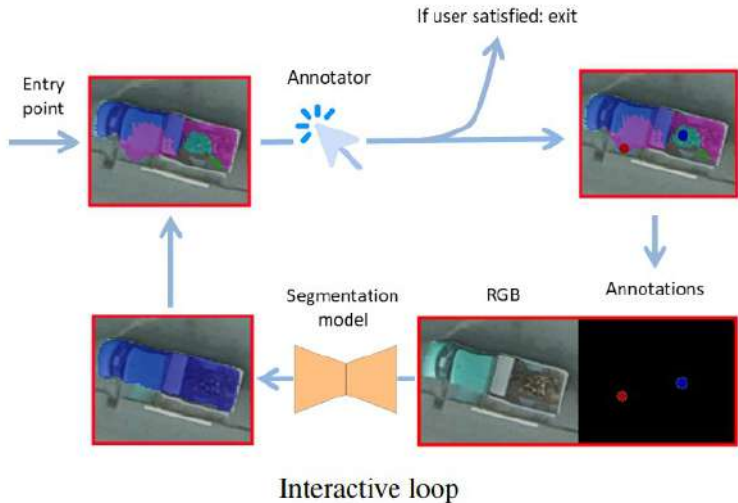 If user satisfied: exit
Entry
point
Annotator
Segmentation
model
RGB
Annotations
Interactive loop